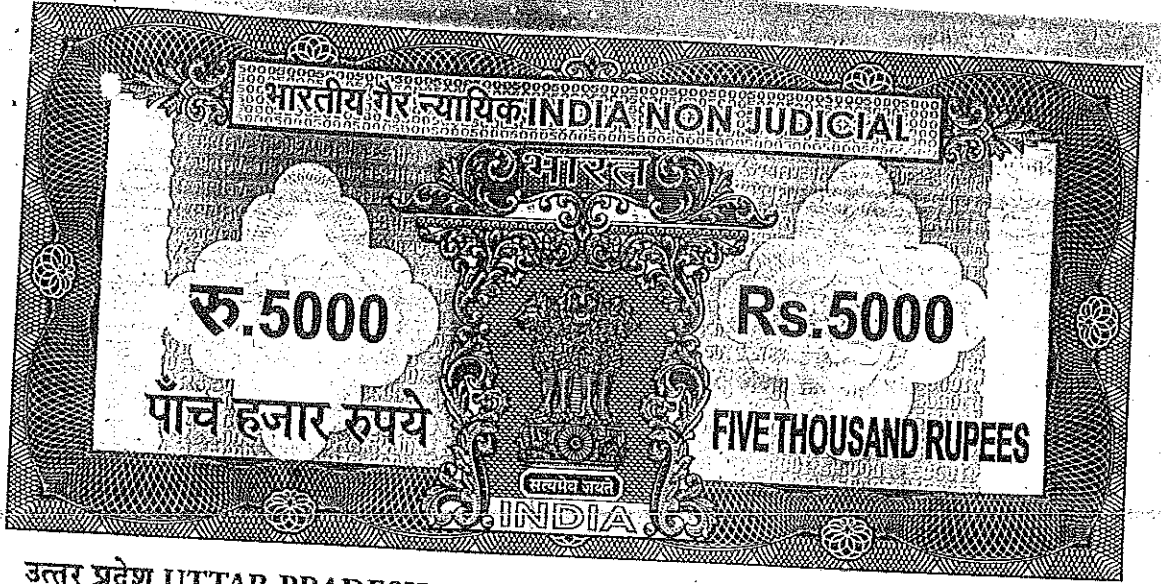 भारतीय गैर न्यायिक INDIA NON JUDICIAL
भारत
रु.5000
Rs.5000
पाँच हजार रुपये
FIVE THOUSAND RUPEES
सत्यमेव जयते
INDIA
उत्तर प्रदेश UTTAR PRADESH